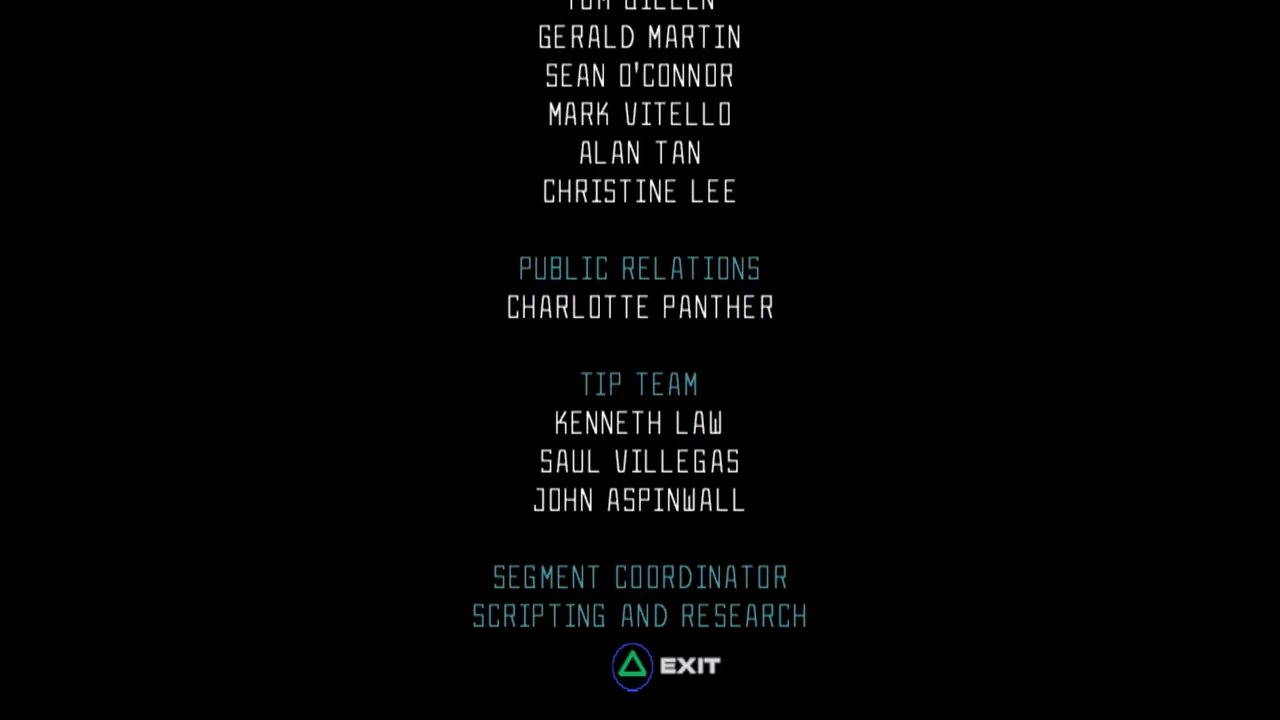 GERALD MARTIN
SEAN O'CONNOR
MARK VITELLO
ALAN TAN
CHRISTINE LEE
PUBLIC RELATIONS
CHARLOTTE PANTHER
TIP TEAM
KENNETH LAW
SAUL VILLEGAS
JOHN ASPINWALL
SEGMENT COORDINATOR
SCRIPTING AND RESEARCH
EXIT